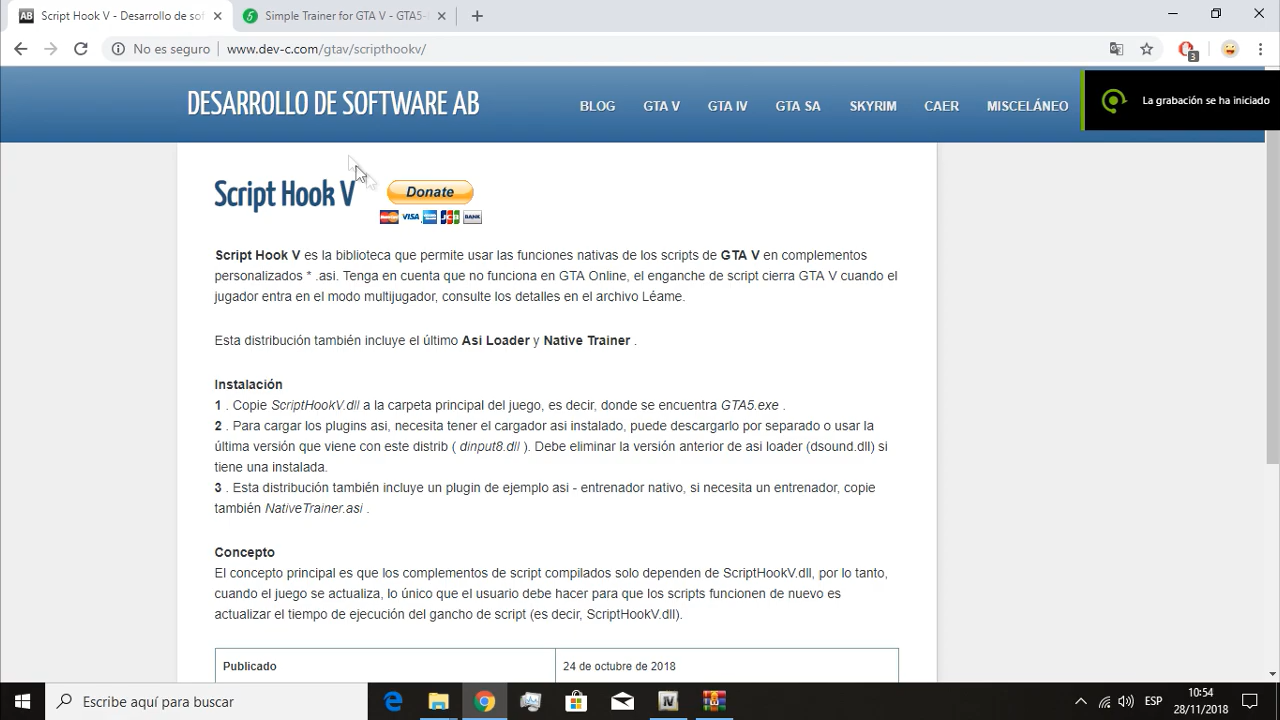 AB Script Hook V - Desarrollo de sof
5 Simple Trainer for GTA V - GTA5-
No es seguro | www.dev-c.com/gtav/scripthookv/
3
DESARROLLO DE SOFTWARE AB
BLOG GTA V GTA IV GTA SA SKYRIM CAER MISCELÁNEO
La grabación se ha iniciado
Script Hook V
Donate
VISA BANK
Script Hook V es la biblioteca que permite usar las funciones nativas de los scripts de GTA V en complementos
personalizados * .asi. Tenga en cuenta que no funciona en GTA Online, el enganche de script cierra GTA V cuando el
jugador entra en el modo multijugador, consulte los detalles en el archivo Léame.
Esta distribución también incluye el último Asi Loader y Native Trainer .
Instalación
1 . Copie ScriptHookV.dll a la carpeta principal del juego, es decir, donde se encuentra GTA5.exe .
2 . Para cargar los plugins asi, necesita tener el cargador asi instalado, puede descargarlo por separado o usar la
última versión que viene con este distrib ( dinput8.dll ). Debe eliminar la versión anterior de asi loader (dsound.dll) si
tiene una instalada.
3 . Esta distribución también incluye un plugin de ejemplo asi - entrenador nativo, si necesita un entrenador, copie
también NativeTrainer.asi .
Concepto
El concepto principal es que los complementos de script compilados solo dependen de ScriptHookV.dll, por lo tanto,
cuando el juego se actualiza, lo único que el usuario debe hacer para que los scripts funcionen de nuevo es
actualizar el tiempo de ejecución del gancho de script (es decir, ScriptHookV.dll).
Publicado 24 de octubre de 2018
Escribe aquí para buscar
ESP
10:54
28/11/2018